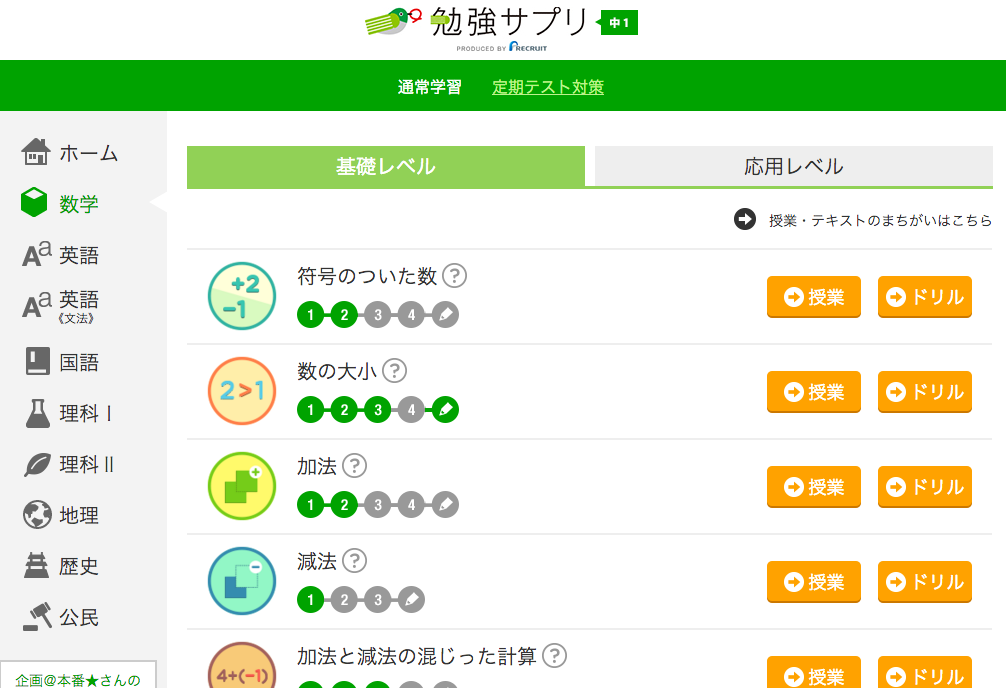 勉強サプリ
中1
PRODUCED BY RECRUIT
通常学習 定期テスト対策
ホーム
数学
Aa 英語
Aa 英語
《文法》
国語
理科Ⅰ
理科Ⅱ
地理
歴史
公民
企画@本番★さんの
基礎レベル 応用レベル
授業・テキストのまちがいはこちら
+2
-1
符号のついた数 ?
1 2 3 4
授業 ドリル
2>1
数の大小 ?
1 2 3 4
授業 ドリル
加法 ?
1 2 3 4
授業 ドリル
減法 ?
1 2 3
授業 ドリル
4+(-1)
加法と減法の混じった計算 ?
授業 ドリル